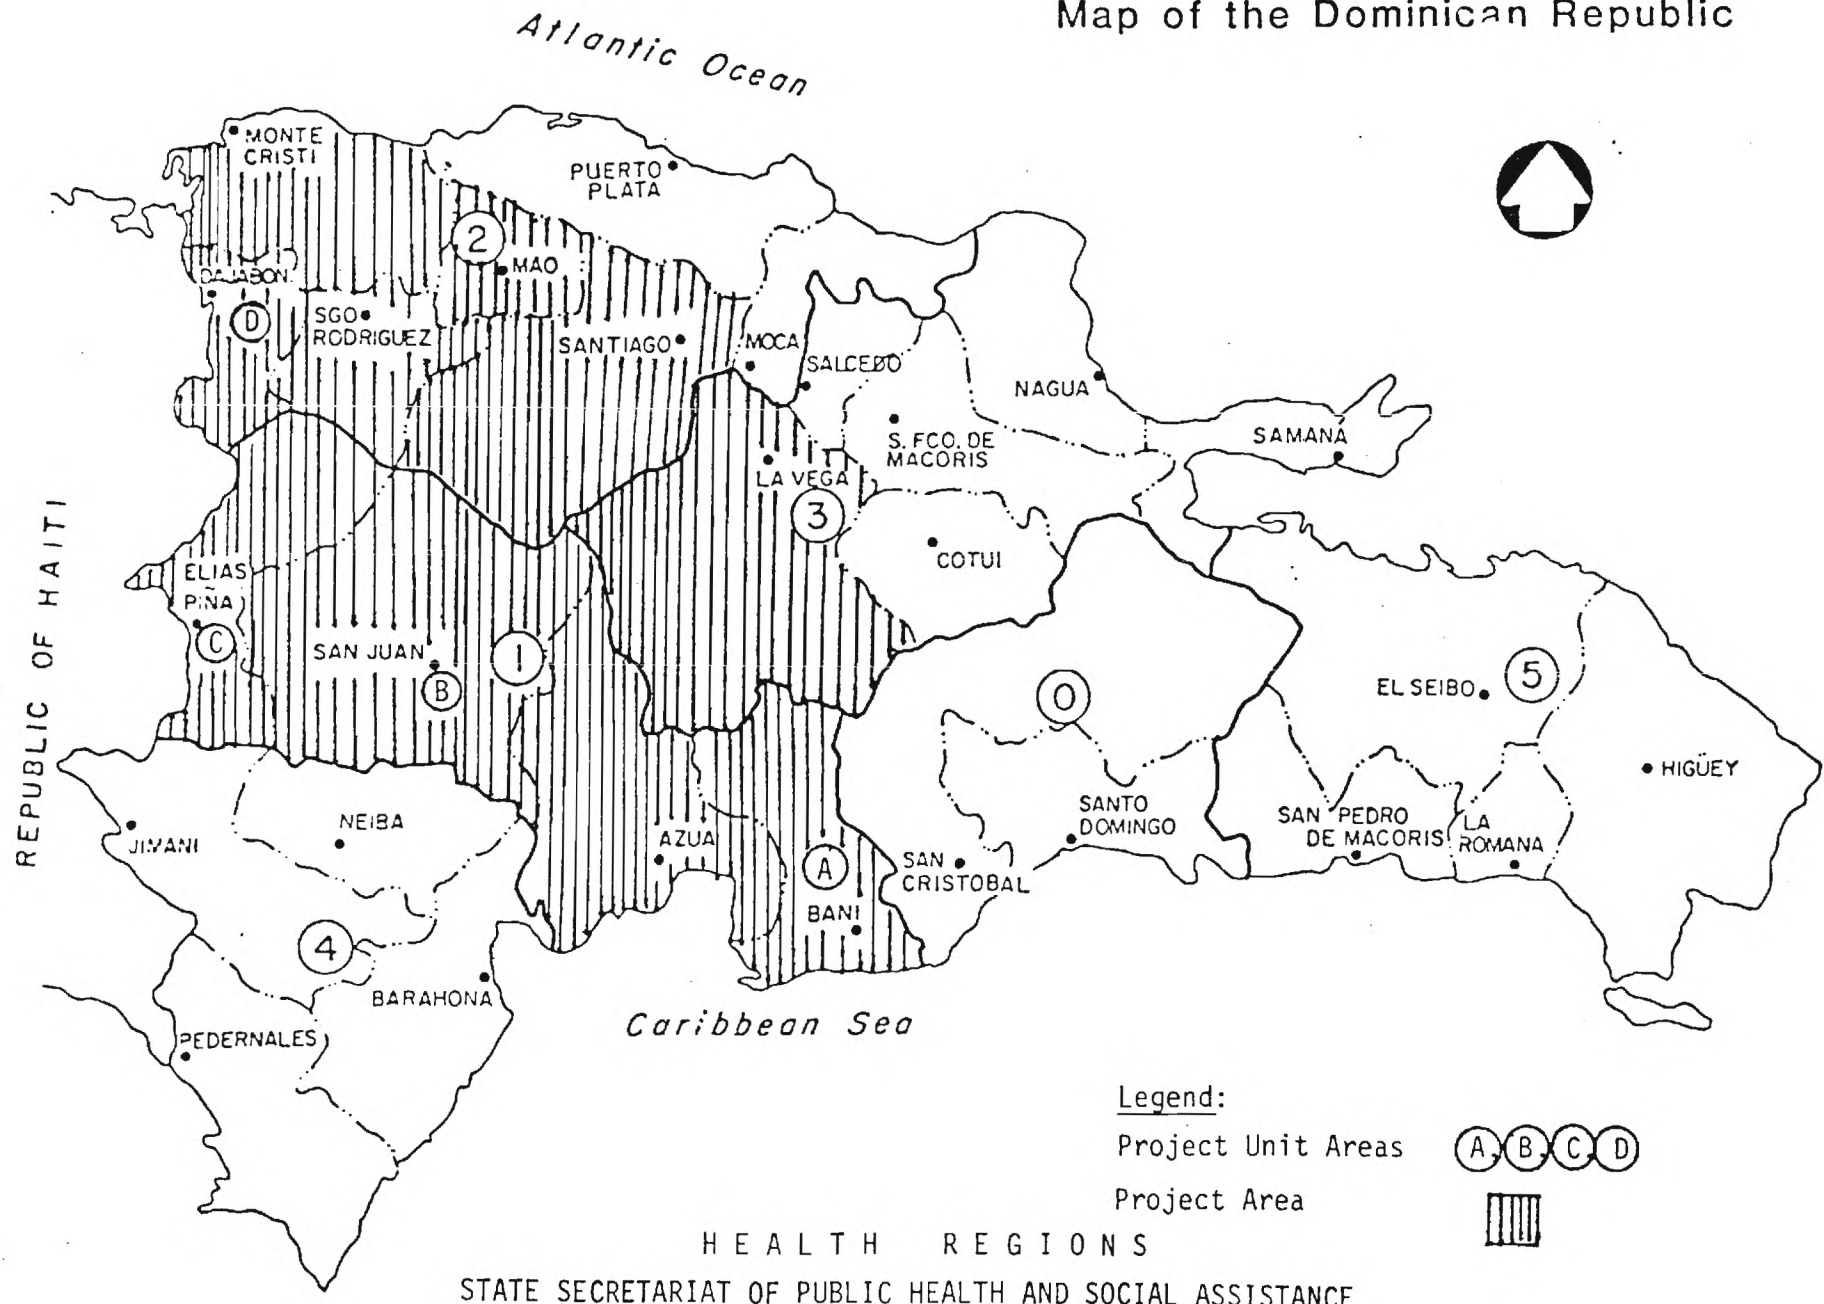 Map of the Dominican Republic
Atlantic Ocean
MONTE
CRISTI
PUERTO
PLATA
2
MAO
DAJABON
D
SGO
RODRIGUEZ
SANTIAGO
MOCA
SALCEDO
NAGUA
S. FCO. DE
MACORIS
SAMANA
LA VEGA
3
COTUI
REPUBLIC OF HAITI
ELIAS
PIÑA
C
SAN JUAN
B
1
0
EL SEIBO
5
HIGÜEY
JIMANI
NEIBA
AZUA
A
BANI
SAN
CRISTOBAL
SANTO
DOMINGO
SAN PEDRO
DE MACORIS
LA
ROMANA
4
BARAHONA
PEDERNALES
Caribbean Sea
Legend:
Project Unit Areas A, B, C, D
Project Area
HEALTH REGIONS
STATE SECRETARIAT OF PUBLIC HEALTH AND SOCIAL ASSISTANCE